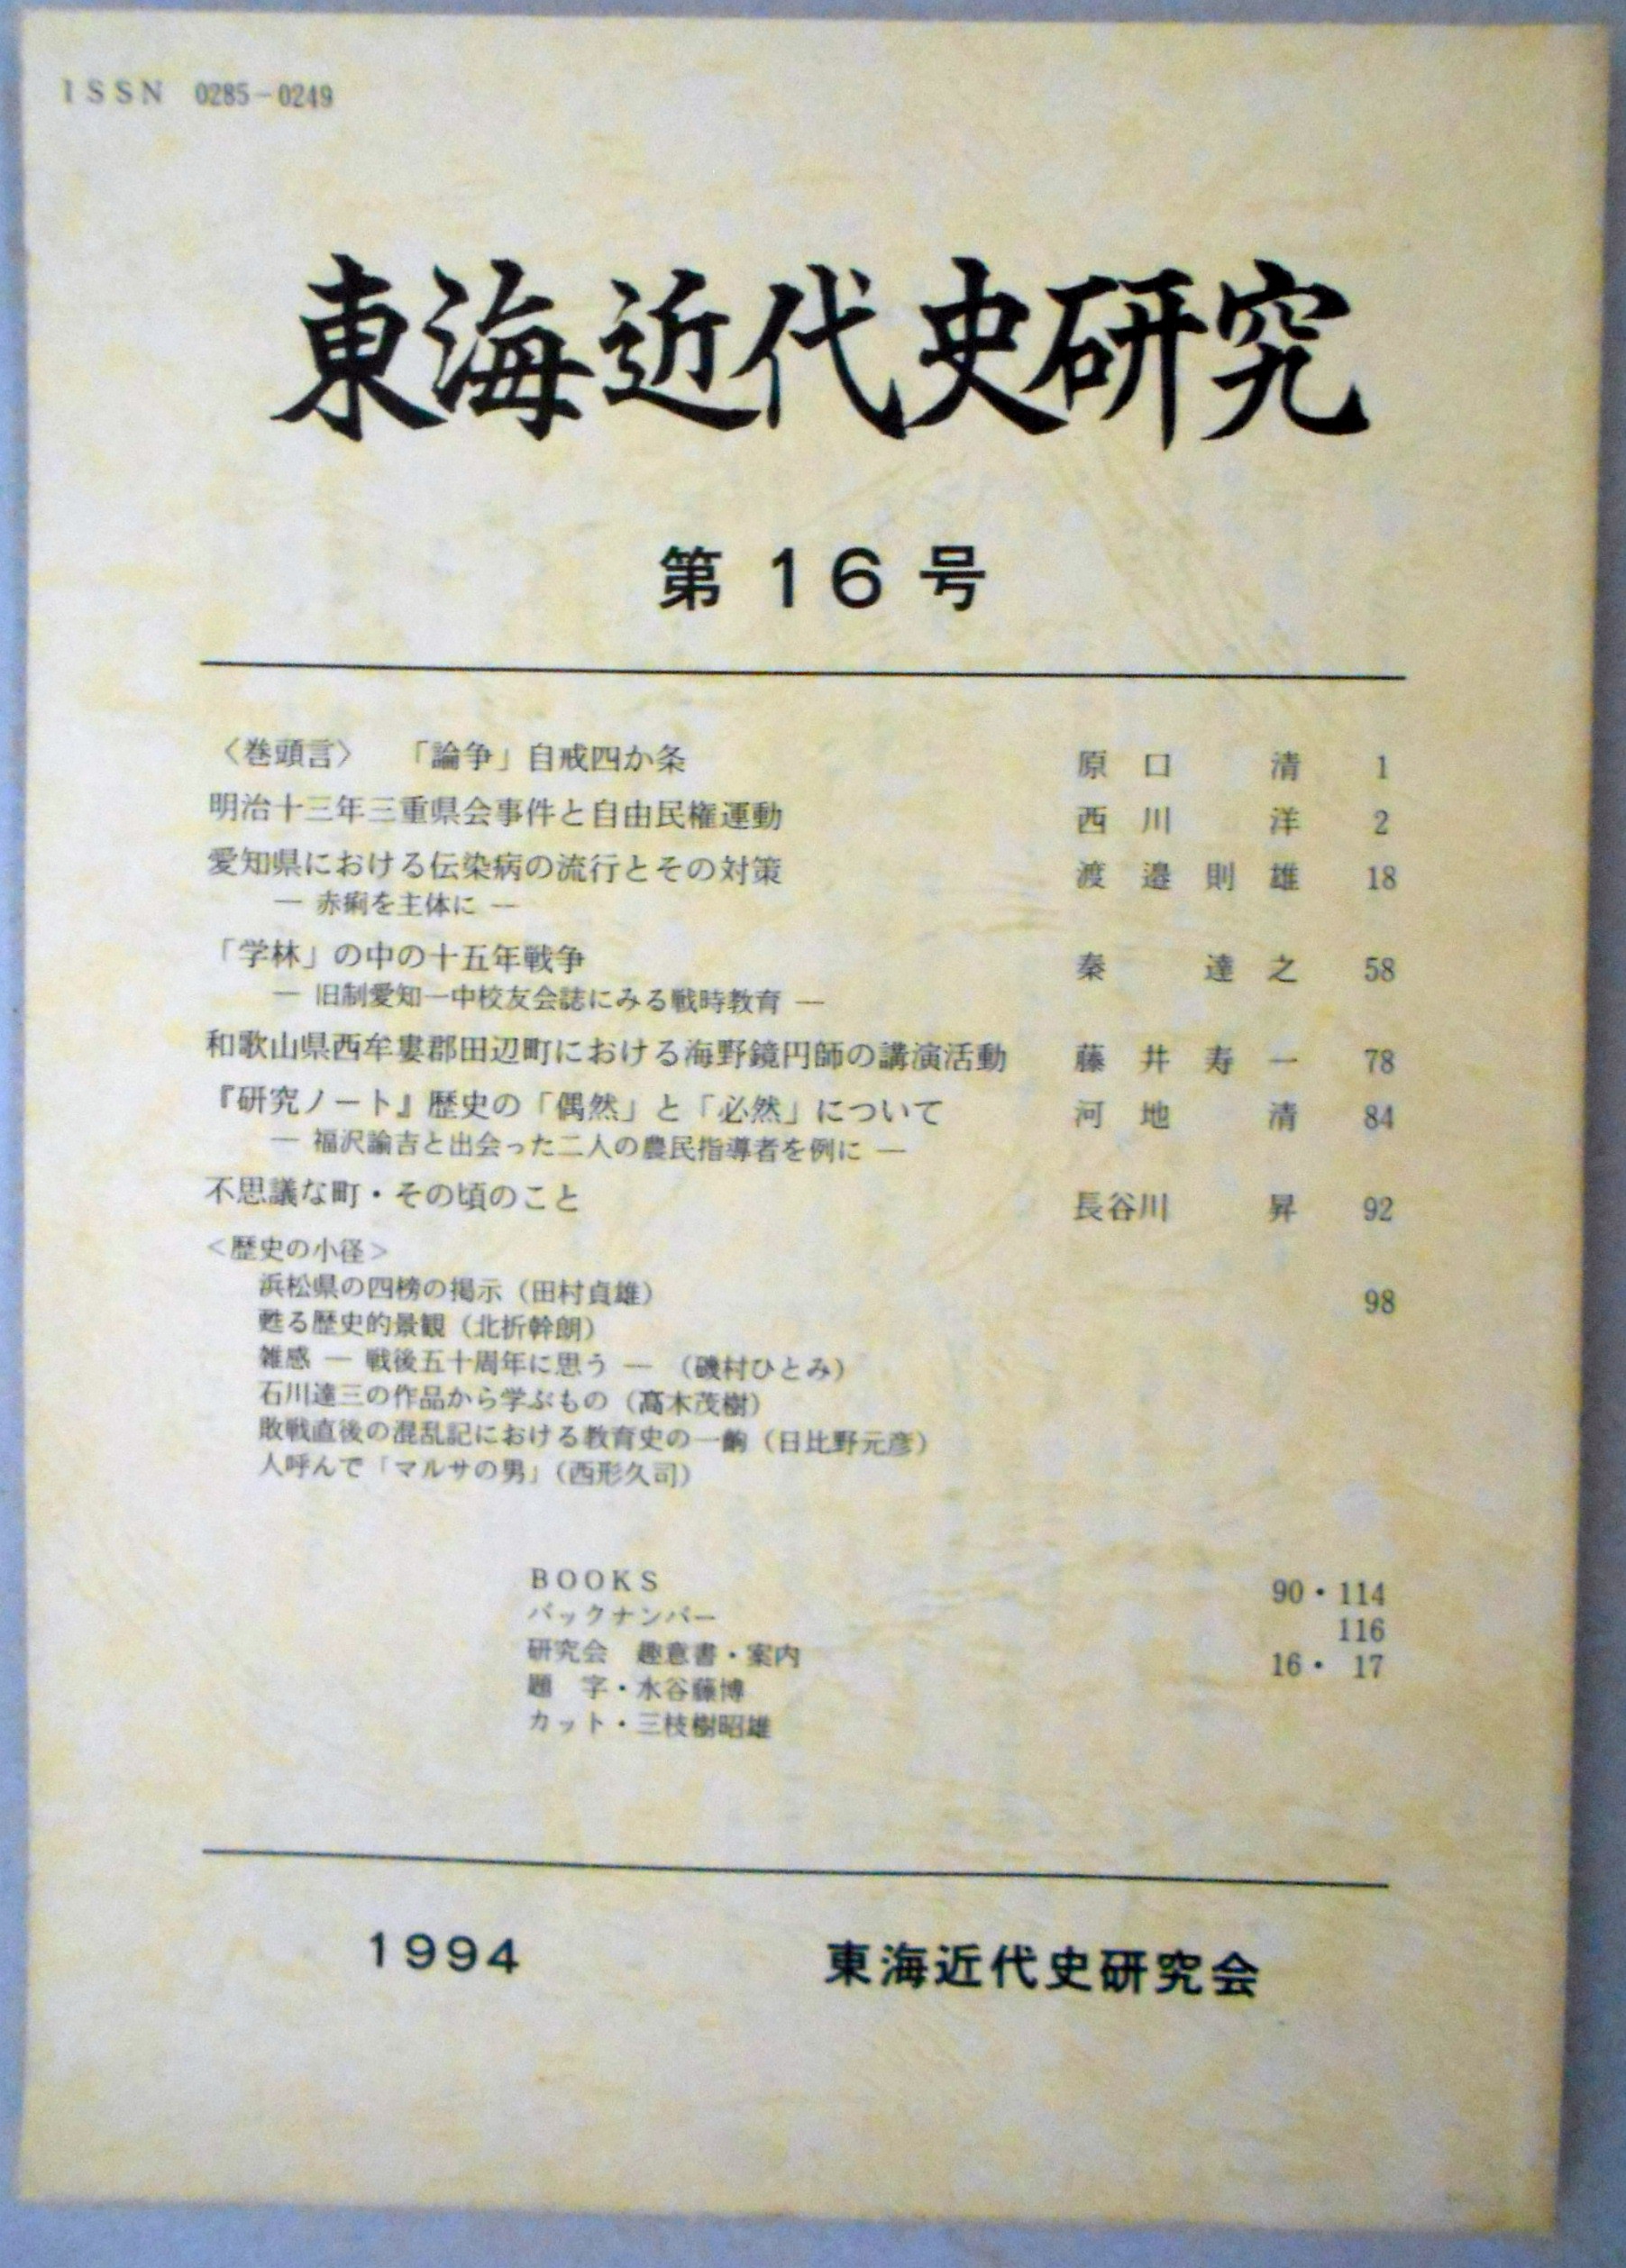 ISSN 0285-0249
東海近代史研究
第16号
〈巻頭言〉 「論争」自戒四か条 原口 清 1
明治十三年三重県会事件と自由民権運動 西川 洋 2
愛知県における伝染病の流行とその対策 渡邉則雄 18
― 赤痢を主体に ―
「学林」の中の十五年戦争 秦 達之 58
― 旧制愛知一中校友会誌にみる戦時教育 ―
和歌山県西牟婁郡田辺町における海野鏡円師の講演活動 藤井寿一 78
『研究ノート』歴史の「偶然」と「必然」について 河地 清 84
― 福沢諭吉と出会った二人の農民指導者を例に ―
不思議な町・その頃のこと 長谷川 昇 92
<歴史の小径>
浜松県の四榜の掲示（田村貞雄） 98
甦る歴史的景観（北折幹朗）
雑感 ― 戦後五十周年に思う ― （磯村ひとみ）
石川達三の作品から学ぶもの（髙木茂樹）
敗戦直後の混乱記における教育史の一齣（日比野元彦）
人呼んで「マルサの男」（西形久司）
BOOKS 90・114
バックナンバー 116
研究会 趣意書・案内 16・17
題 字・水谷藤博
カット・三枝樹昭雄
1994 東海近代史研究会